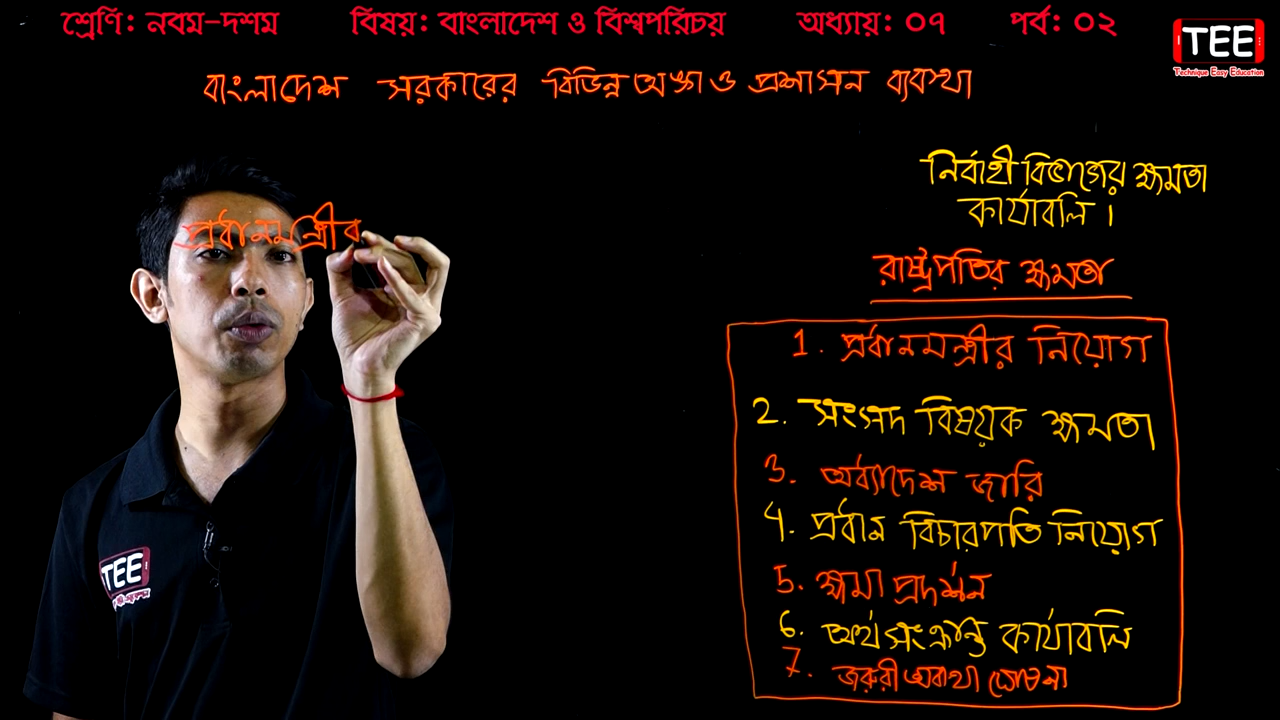 শ্রেণি: নবম-দশম বিষয়: বাংলাদেশ ও বিশ্বপরিচয় অধ্যায়: ০৭ পর্ব: ০২
TEE
Technique Easy Education
বাংলাদেশ সরকারের বিভিন্ন অঙ্গ ও প্রশাসন ব্যবস্থা
নির্বাহী বিভাগের ক্ষমতা
কার্যাবলি।
রাষ্ট্রপতির ক্ষমতা
প্রধানমন্ত্রীর
1. প্রধানমন্ত্রীর নিয়োগ
2. সংসদ বিষয়ক ক্ষমতা
3. অধ্যাদেশ জারি
4. প্রধান বিচারপতি নিয়োগ
5. ক্ষমা প্রদর্শন
6. অর্থ সংক্রান্ত কার্যাবলি
7. জরুরী অবস্থা ঘোষনা
TEE